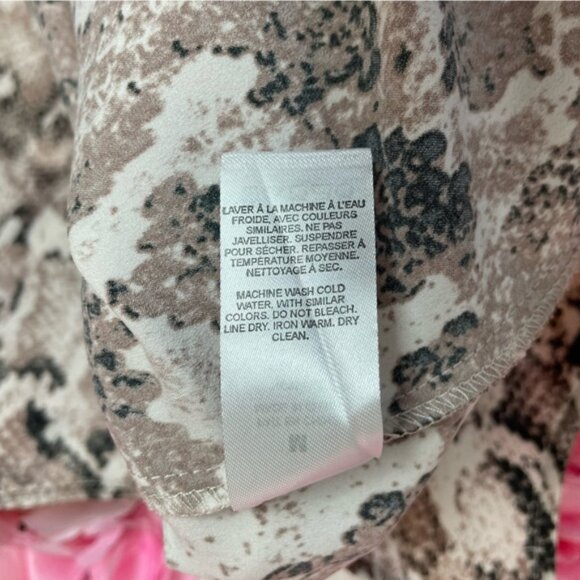 LAVER À LA MACHINE À L'EAU
FROIDE, AVEC COULEURS
SIMILAIRES. NE PAS
JAVELLISER. SUSPENDRE
POUR SÉCHER. REPASSER À
TEMPÉRATURE MOYENNE.
NETTOYAGE À SEC.
MACHINE WASH COLD
WATER, WITH SIMILAR
COLORS. DO NOT BLEACH.
LINE DRY. IRON WARM. DRY
CLEAN.
M